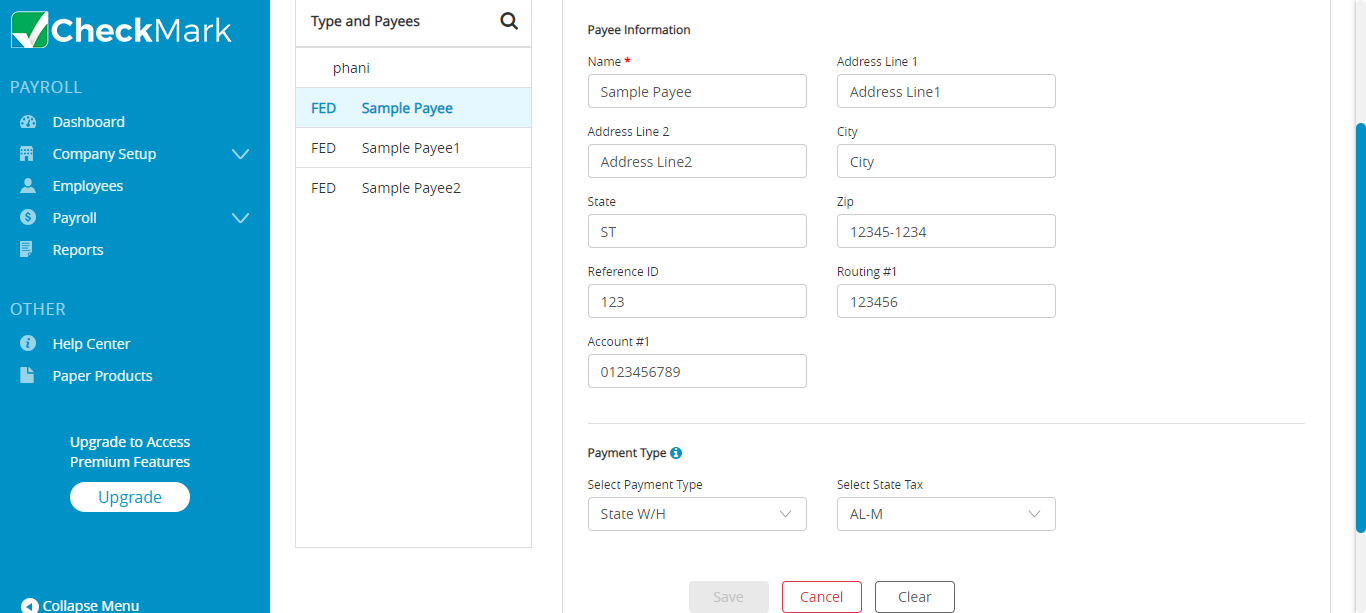 CheckMark
PAYROLL
Dashboard
Company Setup
Employees
Payroll
Reports
OTHER
Help Center
Paper Products
Upgrade to Access
Premium Features
Upgrade
Collapse Menu
Type and Payees
phani
FED Sample Payee
FED Sample Payee1
FED Sample Payee2
Payee Information
Name * Address Line 1
Sample Payee Address Line1
Address Line 2 City
Address Line2 City
State Zip
ST 12345-1234
Reference ID Routing #1
123 123456
Account #1
0123456789
Payment Type
Select Payment Type Select State Tax
State W/H AL-M
Save Cancel Clear